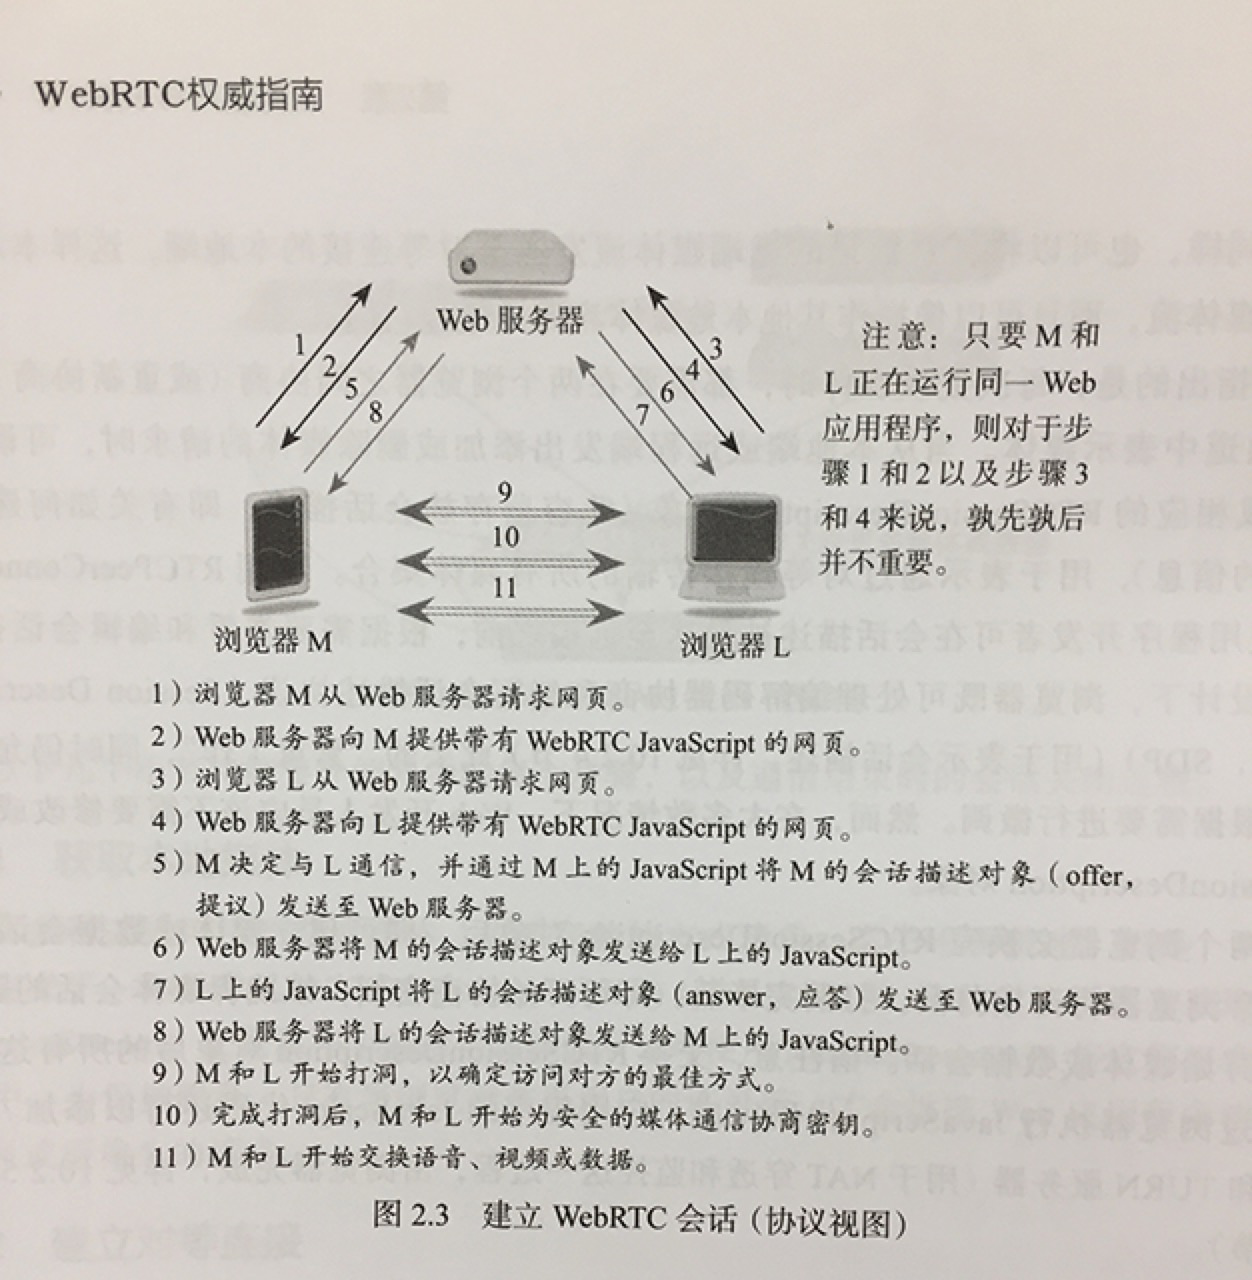 WebRTC权威指南
Web 服务器
1
2
5
8
3
4
6
7
9
10
11
浏览器 M
浏览器 L
注意：只要 M 和
L 正在运行同一 Web
应用程序，则对于步
骤 1 和 2 以及步骤 3
和 4 来说，孰先孰后
并不重要。
1）浏览器 M 从 Web 服务器请求网页。
2）Web 服务器向 M 提供带有 WebRTC JavaScript 的网页。
3）浏览器 L 从 Web 服务器请求网页。
4）Web 服务器向 L 提供带有 WebRTC JavaScript 的网页。
5）M 决定与 L 通信，并通过 M 上的 JavaScript 将 M 的会话描述对象（offer，
提议）发送至 Web 服务器。
6）Web 服务器将 M 的会话描述对象发送给 L 上的 JavaScript。
7）L 上的 JavaScript 将 L 的会话描述对象（answer，应答）发送至 Web 服务器。
8）Web 服务器将 L 的会话描述对象发送给 M 上的 JavaScript。
9）M 和 L 开始打洞，以确定访问对方的最佳方式。
10）完成打洞后，M 和 L 开始为安全的媒体通信协商密钥。
11）M 和 L 开始交换语音、视频或数据。
图 2.3 建立 WebRTC 会话（协议视图）